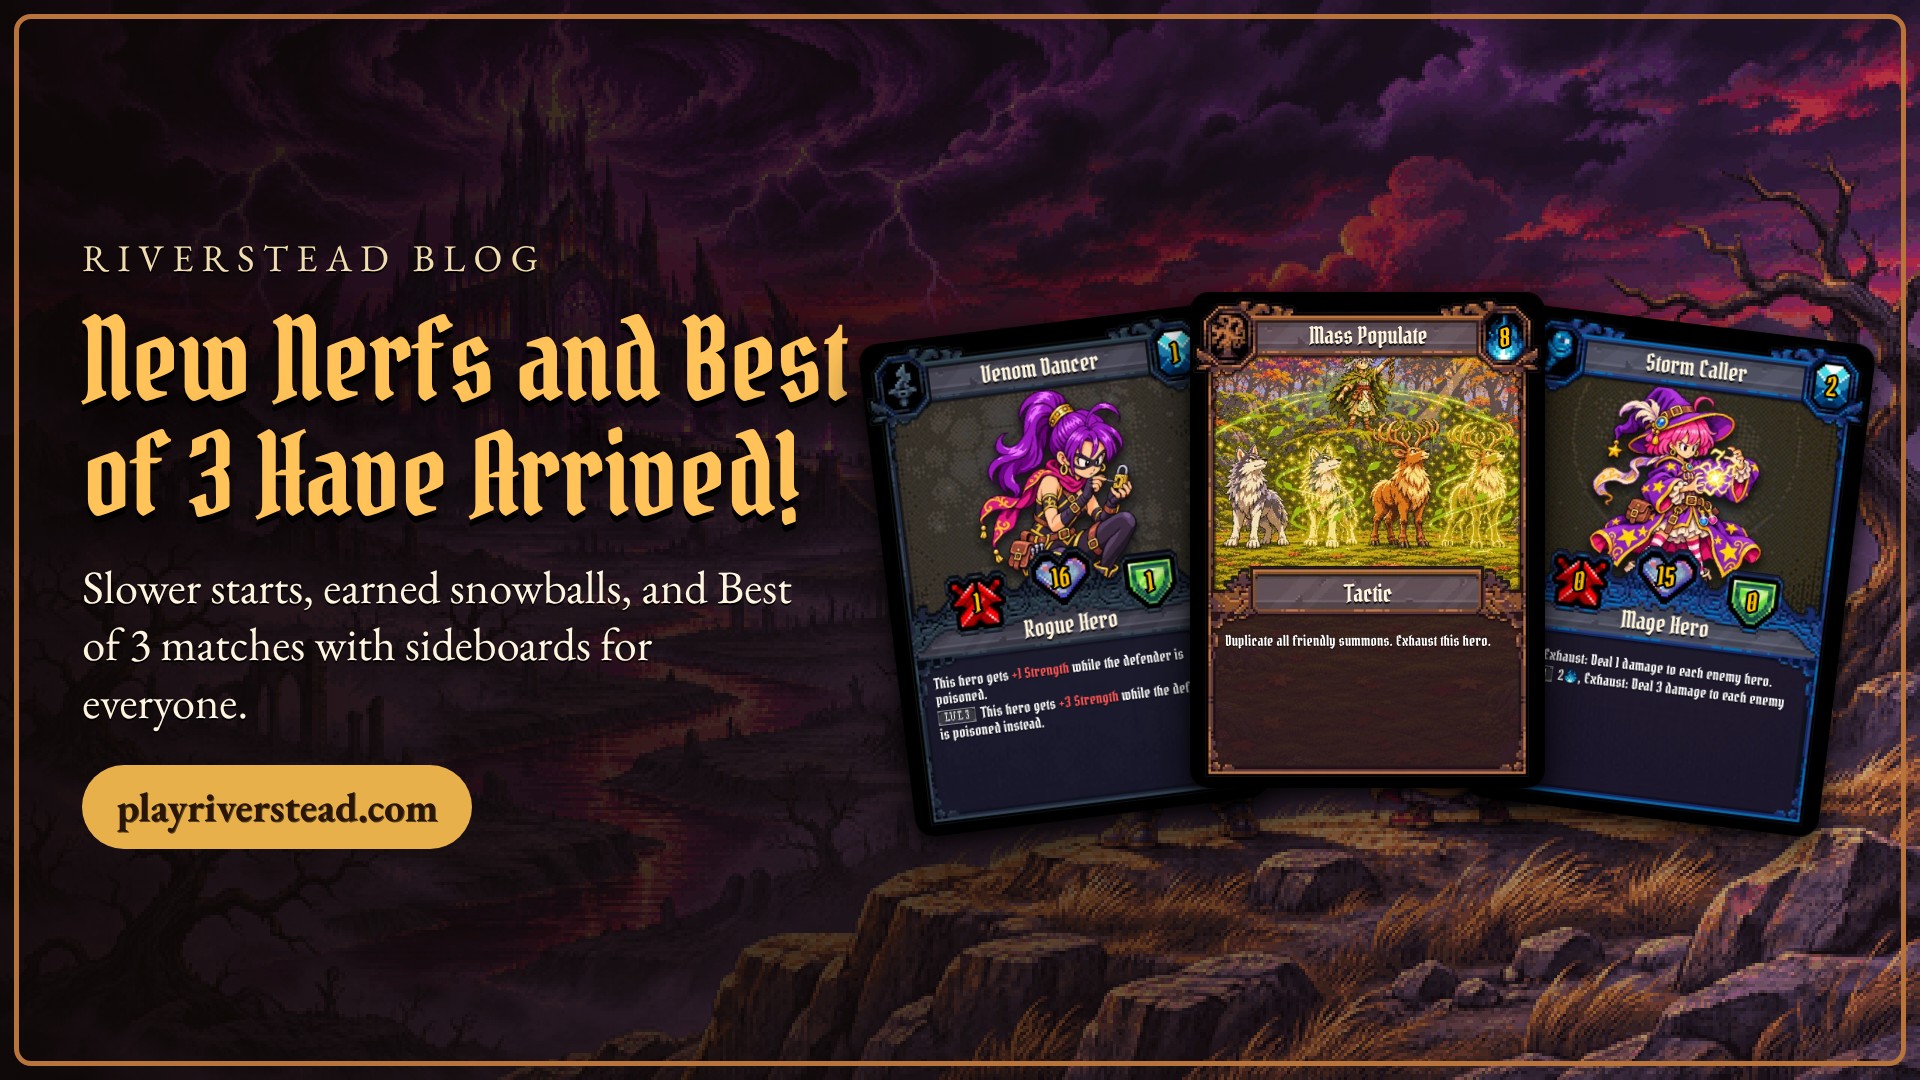 RIVERSTEAD BLOG
New Nerfs and Best
of 3 Have Arrived!
Slower starts, earned snowballs, and Best
of 3 matches with sideboards for
everyone.
playriverstead.com
Venom Dancer
1
1
16
1
Rogue Hero
This hero gets +1 Strength while the defender is
poisoned.
LVL 3 This hero gets +3 Strength while the def
is poisoned instead.
Mass Populate
8
Tactic
Duplicate all friendly summons. Exhaust this hero.
Storm Caller
2
0
15
0
Mage Hero
Exhaust: Deal 1 damage to each enemy hero.
2, Exhaust: Deal 3 damage to each enemy